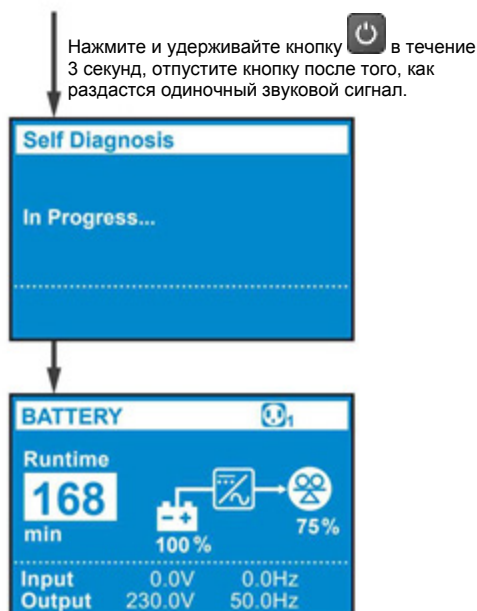 Нажмите и удерживайте кнопку в течение
3 секунд, отпустите кнопку после того, как
раздастся одиночный звуковой сигнал.
Self Diagnosis
In Progress...
BATTERY 1
Runtime
168
min
100%
75%
Input 0.0V 0.0Hz
Output 230.0V 50.0Hz